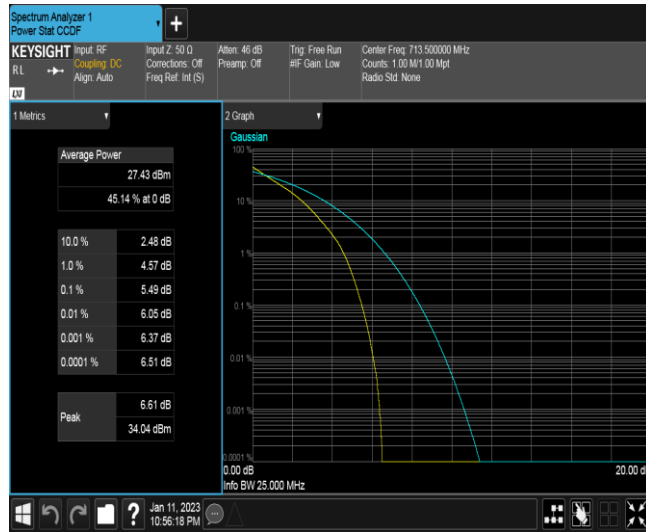 Spectrum Analyzer 1
Power Stat CCDF
+
KEYSIGHT
RL
LXI
Input: RF
Coupling: DC
Align: Auto
Input Z: 50 Ω
Corrections: Off
Freq Ref: Int (S)
Atten: 46 dB
Preamp: Off
Trig: Free Run
#IF Gain: Low
Center Freq: 713.500000 MHz
Counts: 1.00 M/1.00 Mpt
Radio Std: None
1 Metrics
Average Power
27.43 dBm
45.14 % at 0 dB
10.0 % 2.48 dB
1.0 % 4.57 dB
0.1 % 5.49 dB
0.01 % 6.05 dB
0.001 % 6.37 dB
0.0001 % 6.51 dB
Peak
6.61 dB
34.04 dBm
2 Graph
Gaussian
100 %
10 %
1 %
0.1 %
0.01 %
0.001 %
0.0001 %
0.00 dB
20.00 d
Info BW 25.000 MHz
?
Jan 11, 2023
10:56:18 PM